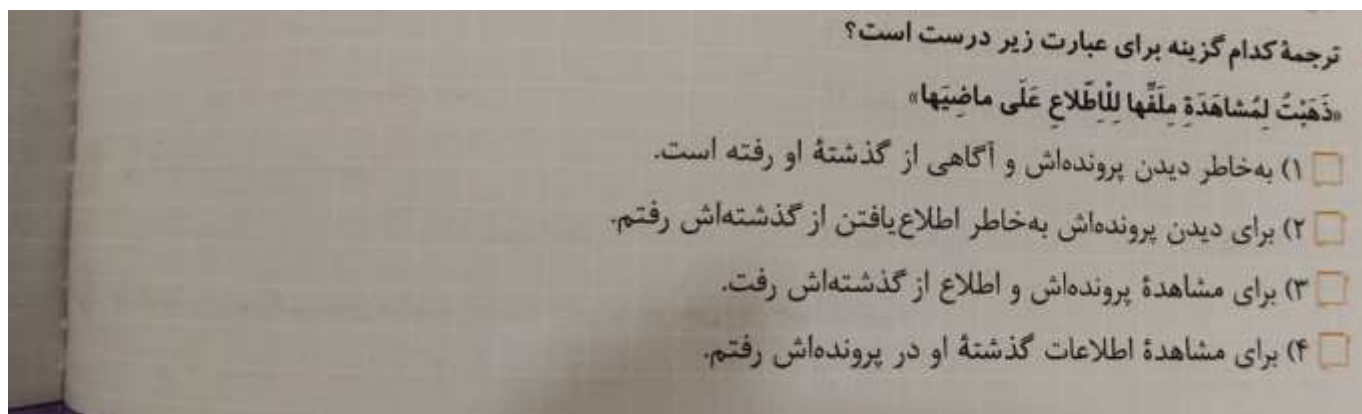 ترجمهٔ کدام گزینه برای عبارت زیر درست است؟
«ذَهَبْتُ لِمُشاهَدَةِ مِلَفِّها لِلْاِطِّلاعِ عَلَی ماضِیَها»
۱) به‌خاطر دیدن پرونده‌اش و آگاهی از گذشتهٔ او رفته است.
۲) برای دیدن پرونده‌اش به‌خاطر اطلاع‌یافتن از گذشته‌اش رفتم.
۳) برای مشاهدهٔ پرونده‌اش و اطلاع از گذشته‌اش رفت.
۴) برای مشاهدهٔ اطلاعات گذشتهٔ او در پرونده‌اش رفتم.